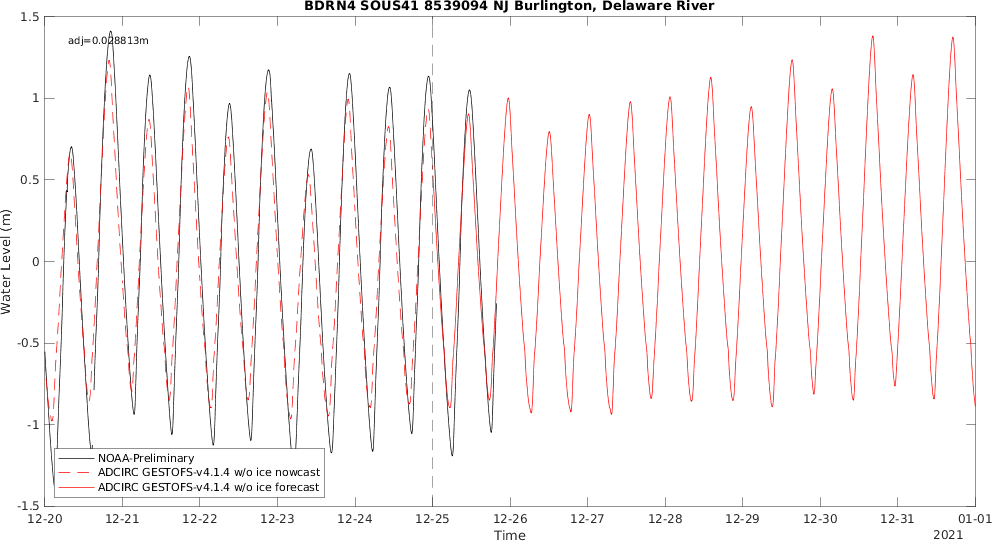 BDRN4 SOUS41 8539094 NJ Burlington, Delaware River
adj=0.028813m
1.5
1
0.5
0
-0.5
-1
-1.5
Water Level (m)
NOAA-Preliminary
ADCIRC GESTOFS-v4.1.4 w/o ice nowcast
ADCIRC GESTOFS-v4.1.4 w/o ice forecast
12-20 12-21 12-22 12-23 12-24 12-25 12-26 12-27 12-28 12-29 12-30 12-31 01-01
Time
2021